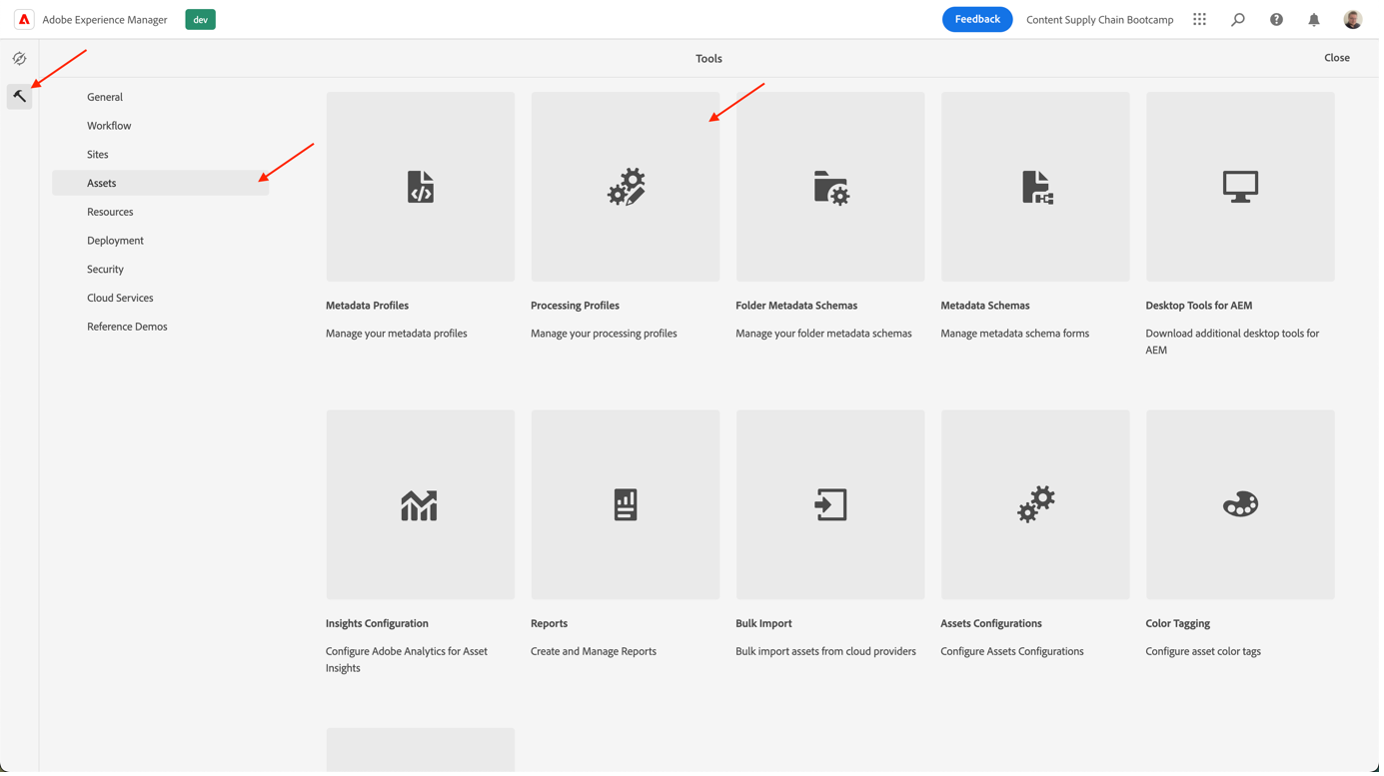 Adobe Experience Manager
dev
Feedback
Content Supply Chain Bootcamp
Tools
Close
General
Workflow
Sites
Assets
Resources
Deployment
Security
Cloud Services
Reference Demos
Metadata Profiles
Manage your metadata profiles
Processing Profiles
Manage your processing profiles
Folder Metadata Schemas
Manage your folder metadata schemas
Metadata Schemas
Manage metadata schema forms
Desktop Tools for AEM
Download additional desktop tools for
AEM
Insights Configuration
Configure Adobe Analytics for Asset
Insights
Reports
Create and Manage Reports
Bulk Import
Bulk import assets from cloud providers
Assets Configurations
Configure Assets Configurations
Color Tagging
Configure asset color tags